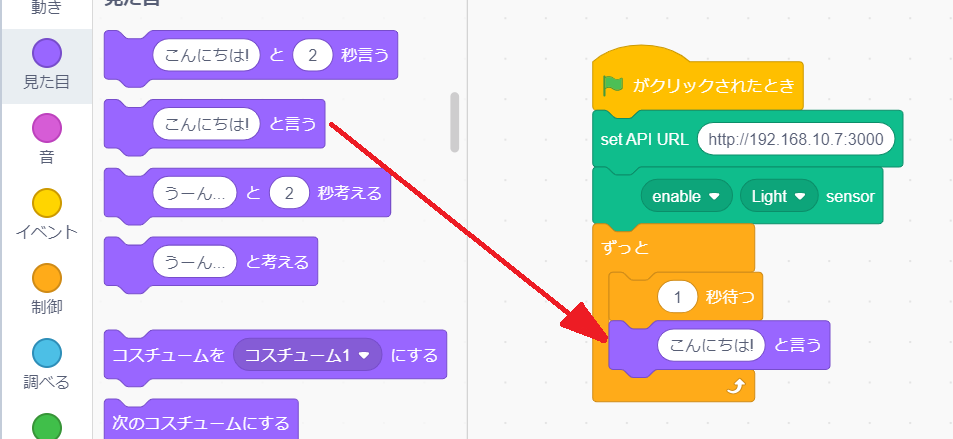 動き
見た目
音
イベント
制御
調べる
見た目
こんにちは! と 2 秒言う
こんにちは! と言う
うーん... と 2 秒考える
うーん... と考える
コスチュームを コスチューム1 にする
次のコスチュームにする
がクリックされたとき
set API URL http://192.168.10.7:3000
enable Light sensor
ずっと
1 秒待つ
こんにちは! と言う